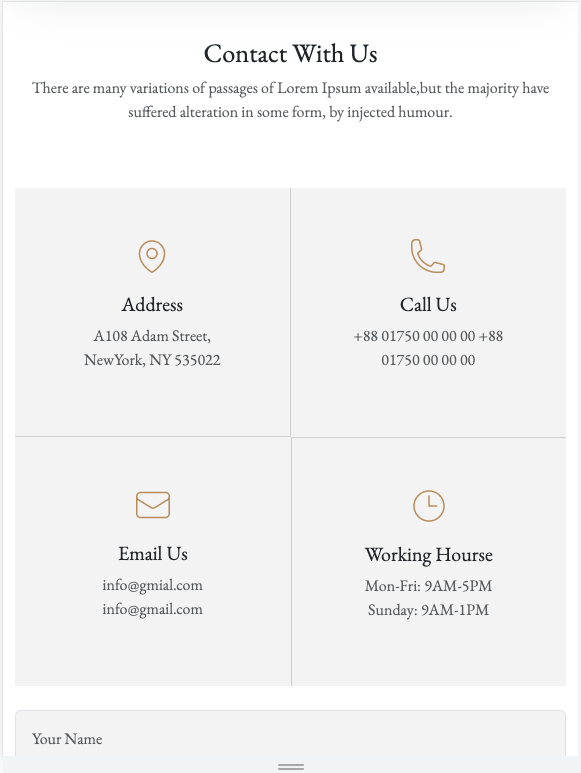 Contact With Us
There are many variations of passages of Lorem Ipsum available,but the majority have
suffered alteration in some form, by injected humour.
Address
A108 Adam Street,
NewYork, NY 535022
Call Us
+88 01750 00 00 00 +88
01750 00 00 00
Email Us
info@gmial.com
info@gmail.com
Working Hourse
Mon-Fri: 9AM-5PM
Sunday: 9AM-1PM
Your Name